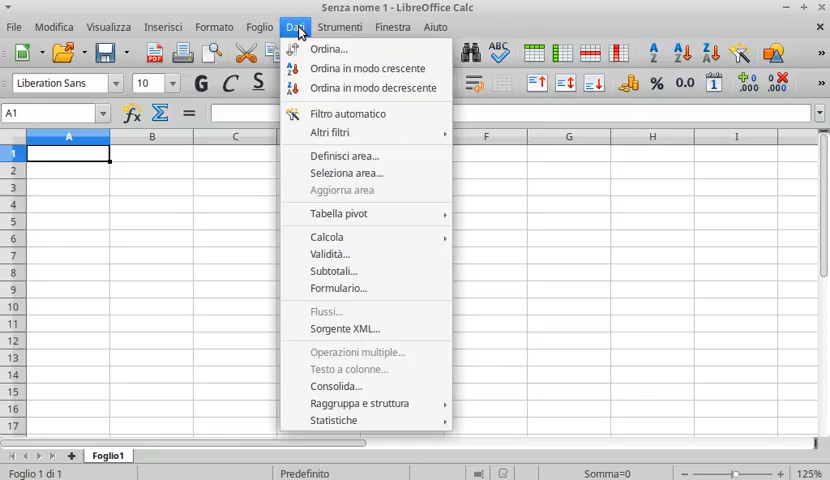 Senza nome 1 - LibreOffice Calc
File Modifica Visualizza Inserisci Formato Foglio Dati Strumenti Finestra Aiuto
Liberation Sans 10 G C S % 0.0
A1
A B C F G H I
1
2
3
4
5
6
7
8
9
10
11
12
13
14
15
16
17
Ordina...
Ordina in modo crescente
Ordina in modo decrescente
Filtro automatico
Altri filtri
Definisci area...
Seleziona area...
Aggiorna area
Tabella pivot
Calcola
Validità...
Subtotali...
Formulario...
Flussi...
Sorgente XML...
Operazioni multiple...
Testo a colonne...
Consolida...
Raggruppa e struttura
Statistiche
Foglio1
Foglio 1 di 1 Predefinito Somma=0 125%